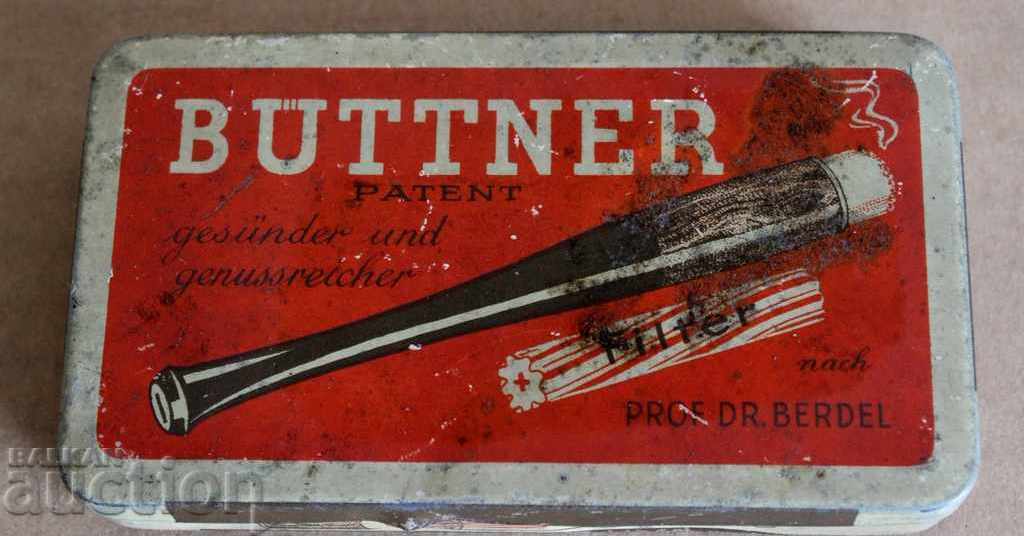 BÜTTNER
PATENT
gesünder und
genussreicher
Filter
nach
PROF. DR. BERDEL
BALKAN
auction